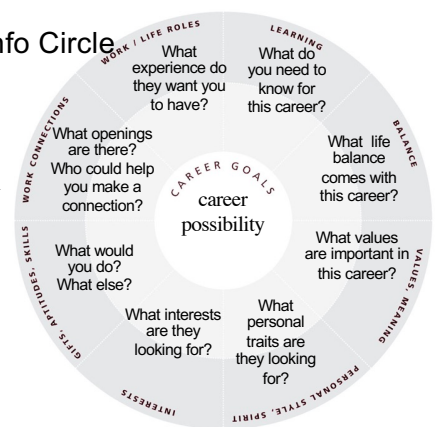 nfo Circle
WORK / LIFE ROLES
What
experience do
they want you
to have?
LEARNING
What do
you need to
know for
this career?
BALANCE
What life
balance
comes with
this career?
VALUES, MEANING
What values
are important in
this career?
PERSONAL STYLE, SPIRIT
What
personal
traits are
they looking
for?
INTERESTS
What interests
are they
looking for?
GIFTS, APTITUDES, SKILLS
What would
you do?
What else?
WORK CONNECTIONS
What openings
are there?
Who could help
you make a
connection?
CAREER GOALS
career
possibility